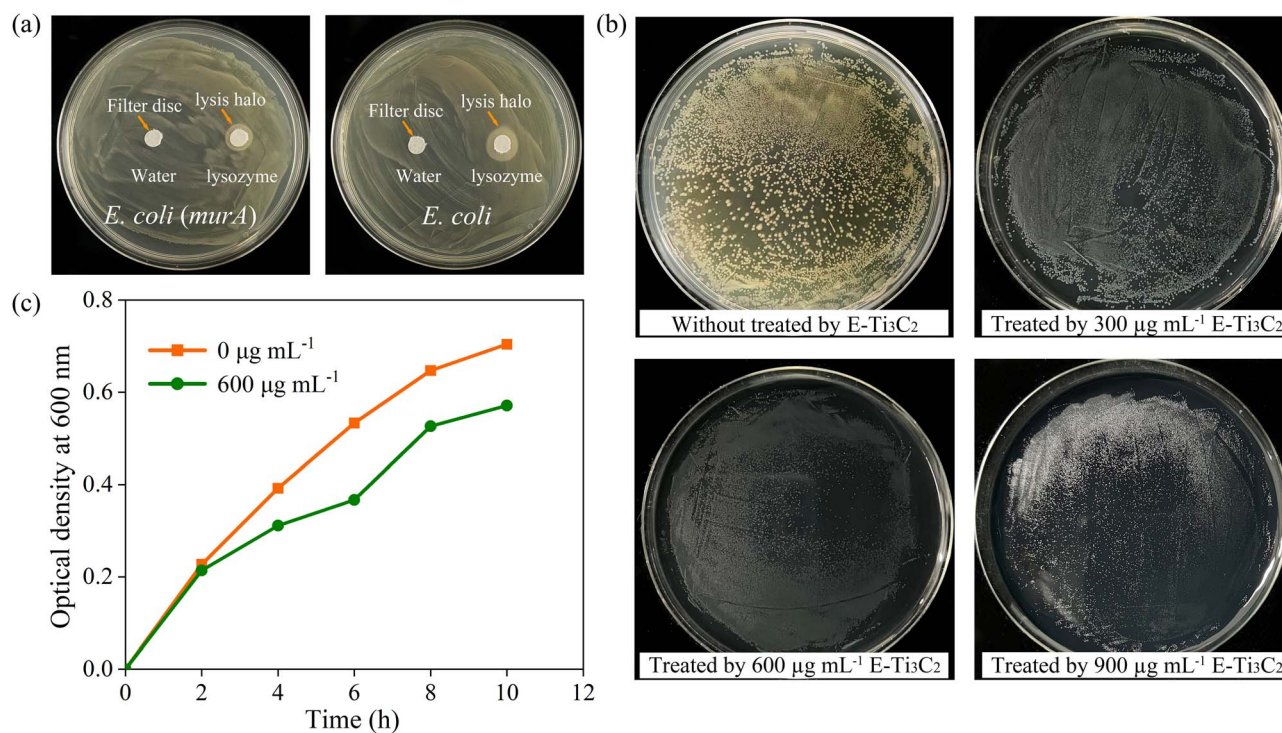 (a)
Filter disc
lysis halo
Water
lysozyme
E. coli (murA)
Filter disc
lysis halo
Water
lysozyme
E. coli
(b)
Without treated by E-Ti₃C₂
Treated by 300 μg mL⁻¹ E-Ti₃C₂
Treated by 600 μg mL⁻¹ E-Ti₃C₂
Treated by 900 μg mL⁻¹ E-Ti₃C₂
(c)
0.8
0.6
0.4
0.2
0.0
Optical density at 600 nm
0 μg mL⁻¹
600 μg mL⁻¹
0 2 4 6 8 10 12
Time (h)